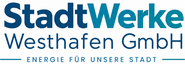 StadtWerke
Westhafen GmbH
ENERGIE FÜR UNSERE STADT